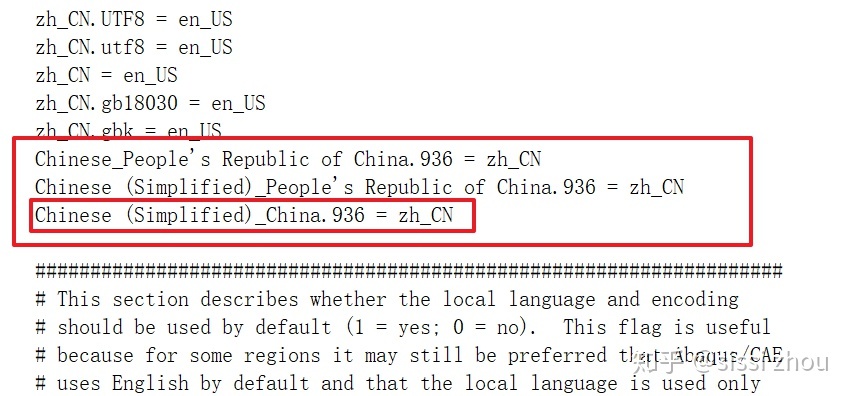 zh_CN.UTF8 = en_US
zh_CN.utf8 = en_US
zh_CN = en_US
zh_CN.gb18030 = en_US
zh_CN.gbk = en_US
Chinese_People's Republic of China.936 = zh_CN
Chinese (Simplified)_People's Republic of China.936 = zh_CN
Chinese (Simplified)_China.936 = zh_CN
####################################################################
# This section describes whether the local language and encoding
# should be used by default (1 = yes; 0 = no).  This flag is useful
# because for some regions it may still be preferred that Abaqus/CAE
# uses English by default and that the local language is used only
知乎 @sissi zhou